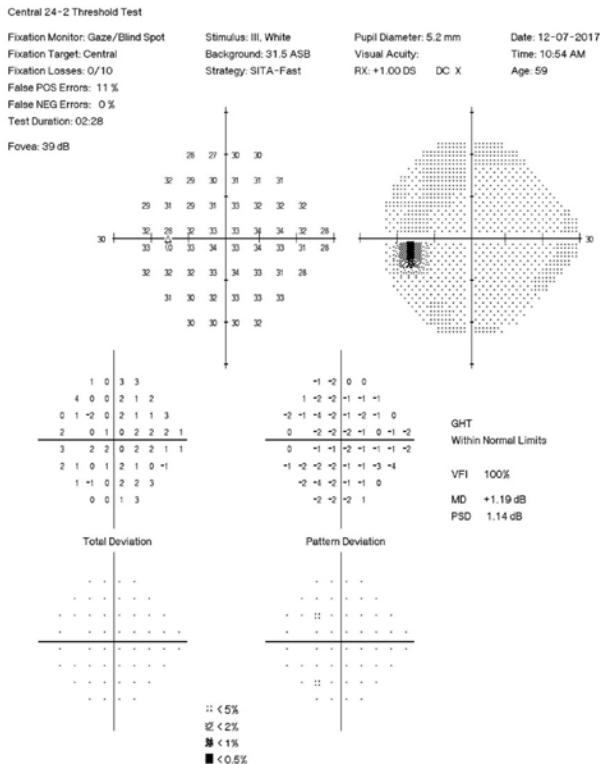 Central 24-2 Threshold Test
Fixation Monitor: Gaze/Blind Spot Stimulus: III, White Pupil Diameter: 5.2 mm Date: 12-07-2017
Fixation Target: Central Background: 31.5 ASB Visual Acuity: Time: 10:54 AM
Fixation Losses: 0/10 Strategy: SITA-Fast RX: +1.00 DS DC X Age: 59
False POS Errors: 11 %
False NEG Errors: 0 %
Test Duration: 02:28
Fovea: 39 dB
28 27 30 30
32 29 30 31 31 31
29 31 29 31 33 32 32 32
30 32 28 32 33 33 34 34 32 28 30
33 33 34 33 34 34 31 28
32 32 32 33 34 33 31 28
31 30 32 33 33 33
30 30 30 32
1 0 3 3 -1 -2 0 0
4 0 0 2 1 2 1 -2 -2 -1 -1 -1
0 1 -2 0 2 1 1 3 -2 -1 -4 -2 -1 -1 -1 0
2 0 1 0 2 2 2 1 0 -2 -2 -1 -1 0 -1 -2
3 2 2 0 2 2 2 1 0 -1 -1 -2 -1 -1 -1 -2
2 1 0 1 2 1 0 -1 -1 -2 -2 -2 -1 -1 -3 -4
1 -1 0 2 2 3 -2 -4 -2 -1 -1 0
0 0 1 3 -2 -2 -2 1
GHT
Within Normal Limits
VFI 100%
MD +1.19 dB
PSD 1.14 dB
Total Deviation Pattern Deviation
< 5%
< 2%
< 1%
< 0.5%